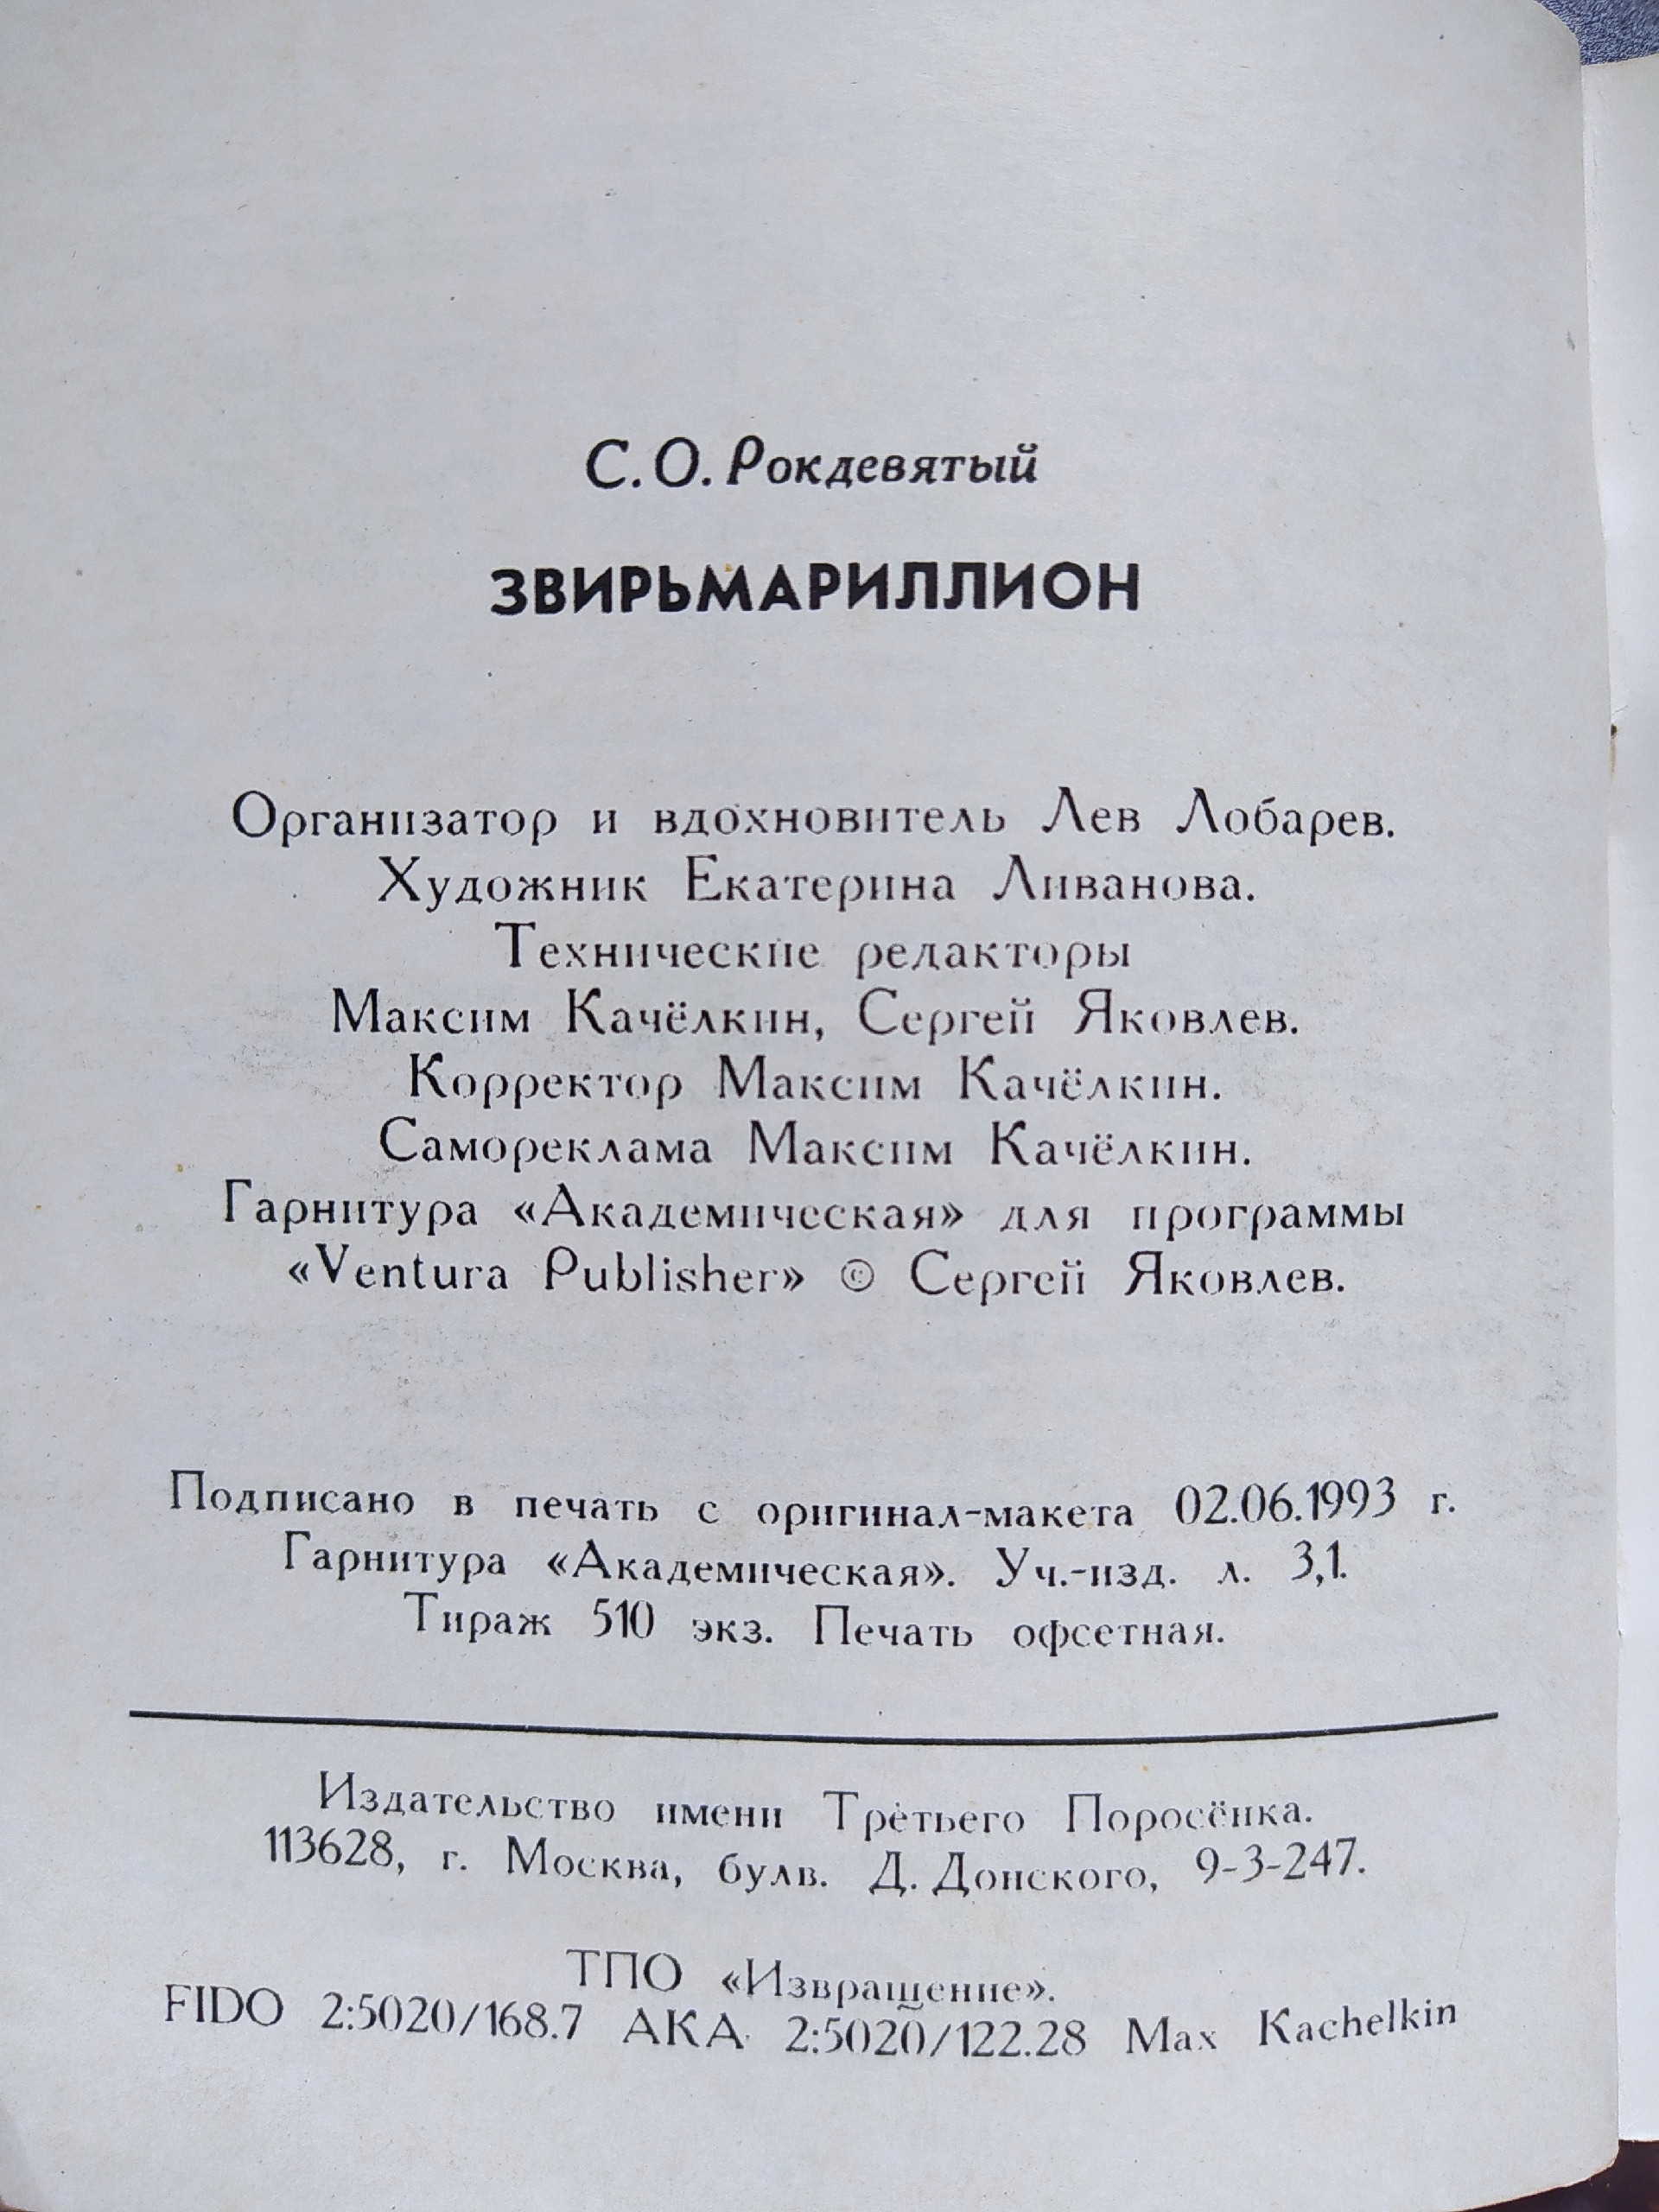 С. О. Рокдевятый
ЗВИРЬМАРИЛЛИОН
Организатор и вдохновитель Лев Лобарев.
Художник Екатерина Ливанова.
Технические редакторы
Максим Качёлкин, Сергей Яковлев.
Корректор Максим Качёлкин.
Самореклама Максим Качёлкин.
Гарнитура «Академическая» для программы
«Ventura Publisher» © Сергей Яковлев.
Подписано в печать с оригинал-макета 02.06.1993 г.
Гарнитура «Академическая». Уч.-изд. л. 3,1.
Тираж 510 экз. Печать офсетная.
Издательство имени Третьего Поросёнка.
113628, г. Москва, булв. Д. Донского, 9-3-247.
ТПО «Извращение».
FIDO 2:5020/168.7 AKA 2:5020/122.28 Max Kachelkin